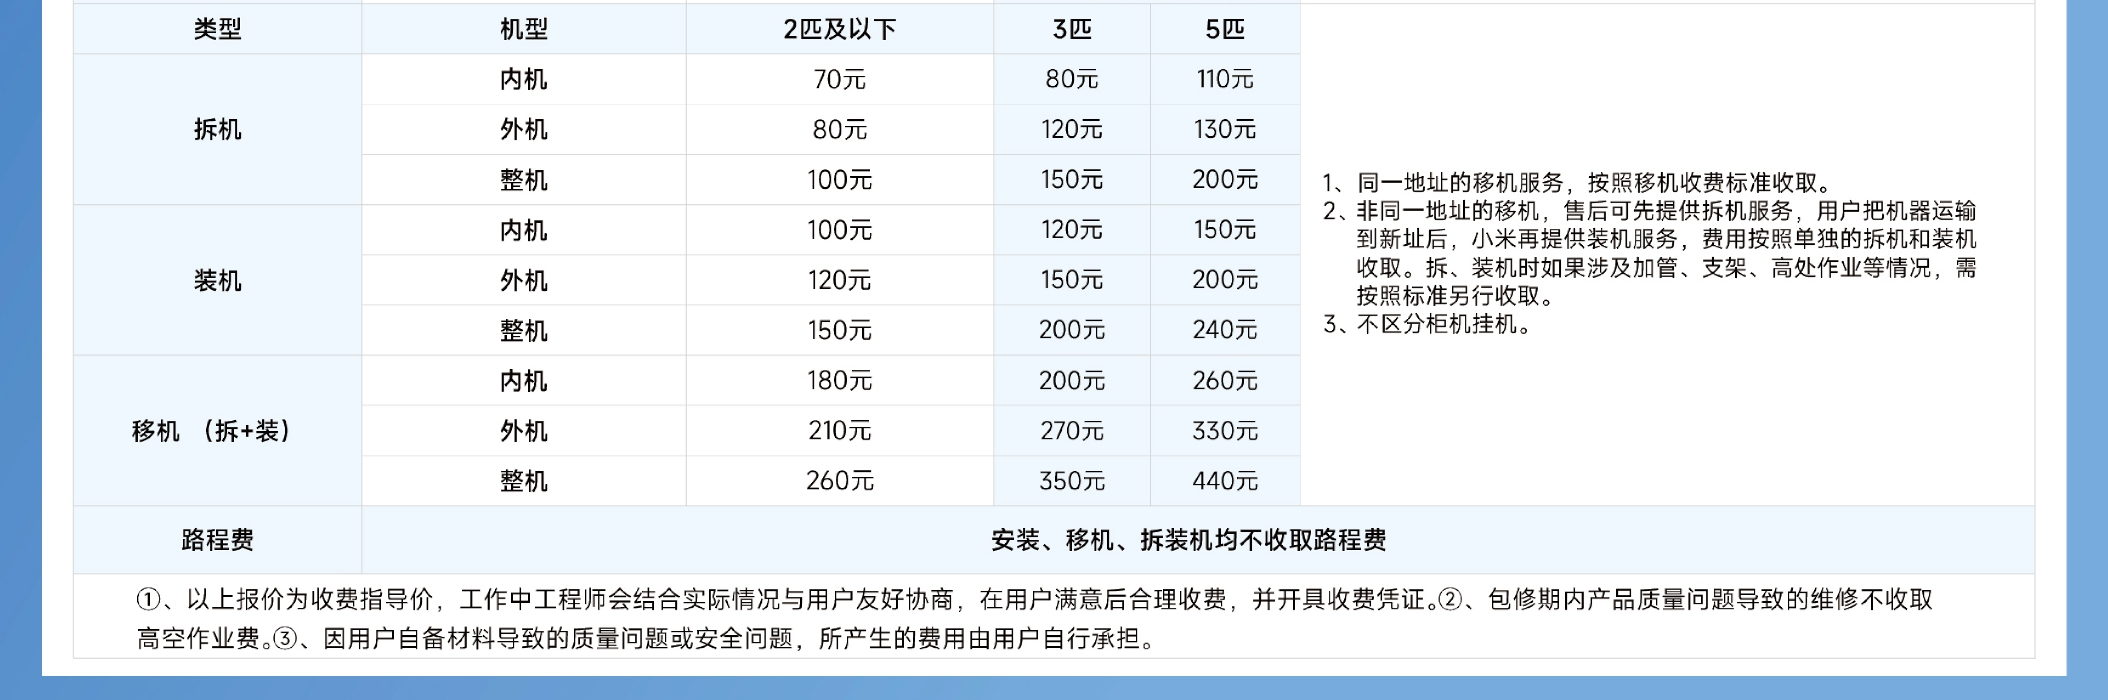 类型 机型 2匹及以下 3匹 5匹
拆机 内机 70元 80元 110元
外机 80元 120元 130元
整机 100元 150元 200元
装机 内机 100元 120元 150元
外机 120元 150元 200元
整机 150元 200元 240元
移机 （拆+装） 内机 180元 200元 260元
外机 210元 270元 330元
整机 260元 350元 440元
1、同一地址的移机服务，按照移机收费标准收取。
2、非同一地址的移机，售后可先提供拆机服务，用户把机器运输
到新址后，小米再提供装机服务，费用按照单独的拆机和装机
收取。拆、装机时如果涉及加管、支架、高处作业等情况，需
按照标准另行收取。
3、不区分柜机挂机。
路程费 安装、移机、拆装机均不收取路程费
①、以上报价为收费指导价，工作中工程师会结合实际情况与用户友好协商，在用户满意后合理收费，并开具收费凭证。②、包修期内产品质量问题导致的维修不收取
高空作业费。③、因用户自备材料导致的质量问题或安全问题，所产生的费用由用户自行承担。